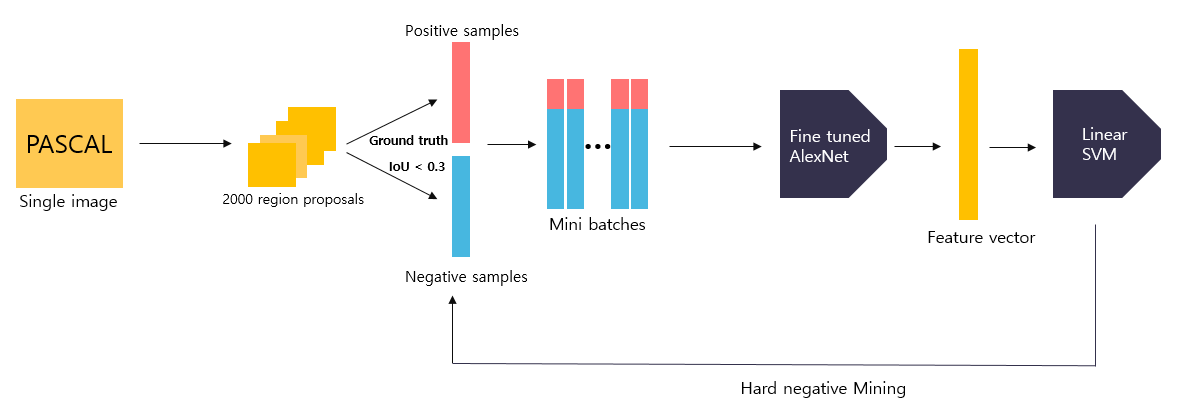 PASCAL
Single image
2000 region proposals
Positive samples
Ground truth
IoU < 0.3
Negative samples
Mini batches
Fine tuned
AlexNet
Feature vector
Linear
SVM
Hard negative Mining